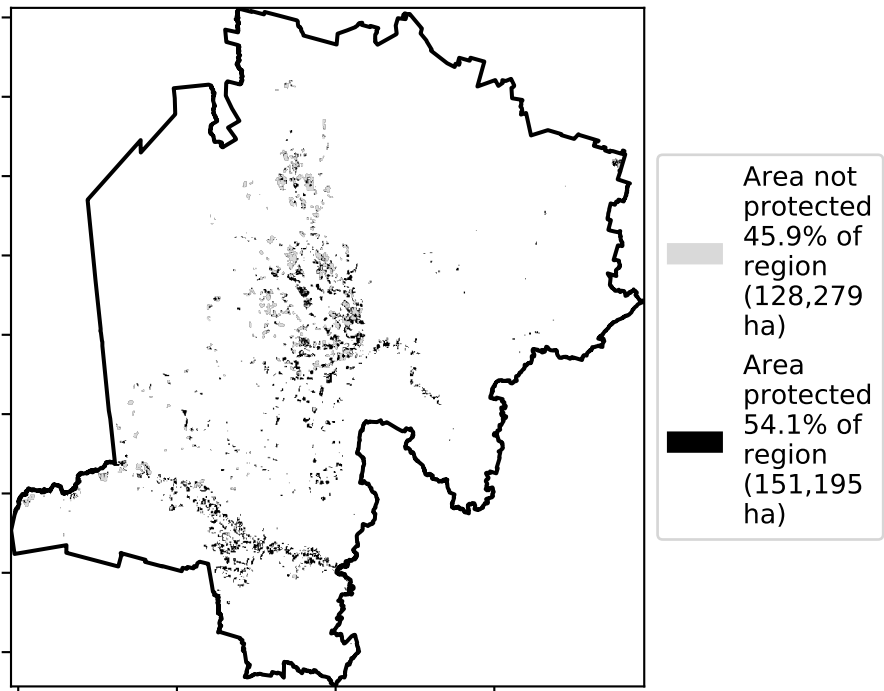 Area not
protected
45.9% of
region
(128,279
ha)
Area
protected
54.1% of
region
(151,195
ha)